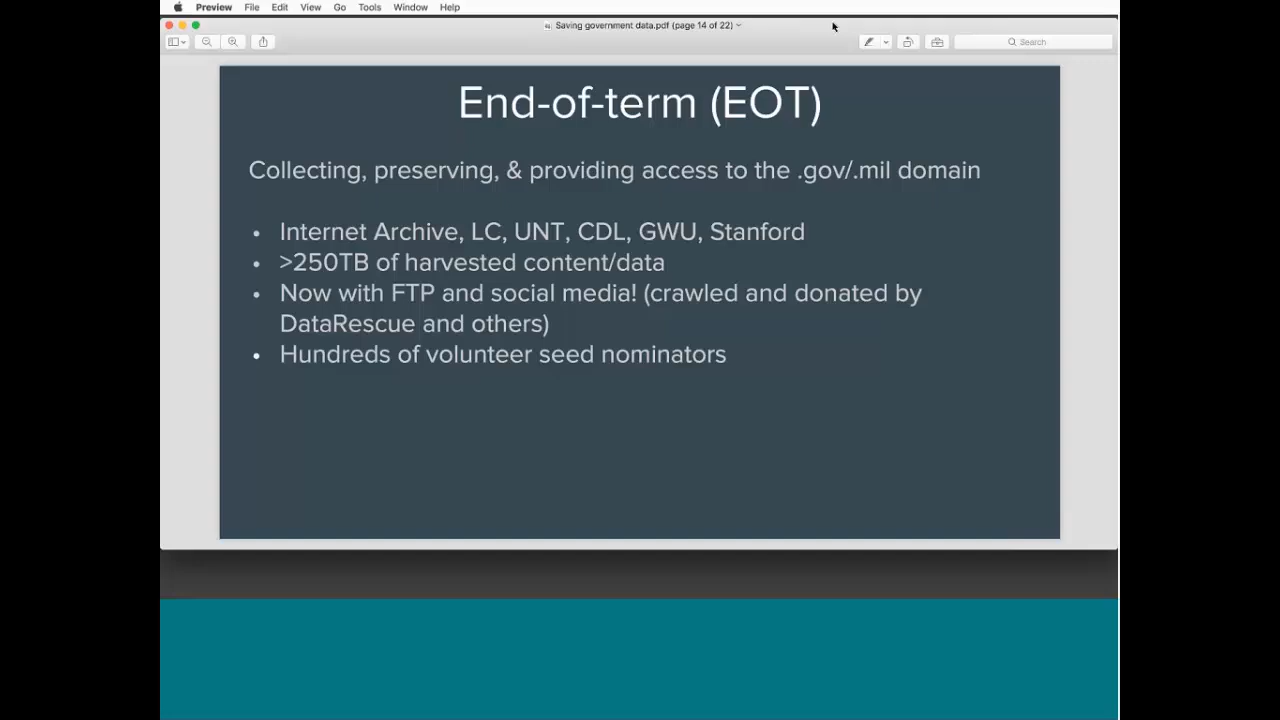 Preview File Edit View Go Tools Window Help
Saving government data.pdf (page 14 of 22)
Search
End-of-term (EOT)
Collecting, preserving, & providing access to the .gov/.mil domain
• Internet Archive, LC, UNT, CDL, GWU, Stanford
• >250TB of harvested content/data
• Now with FTP and social media! (crawled and donated by
DataRescue and others)
• Hundreds of volunteer seed nominators